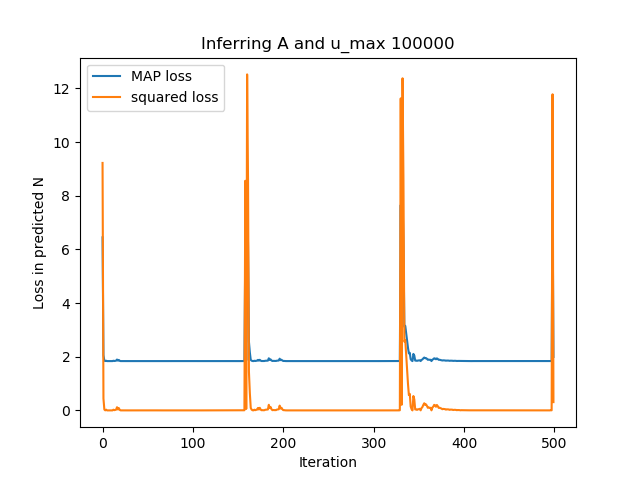 Inferring A and u_max 100000
MAP loss
squared loss
Loss in predicted N
12
10
8
6
4
2
0
0 100 200 300 400 500
Iteration